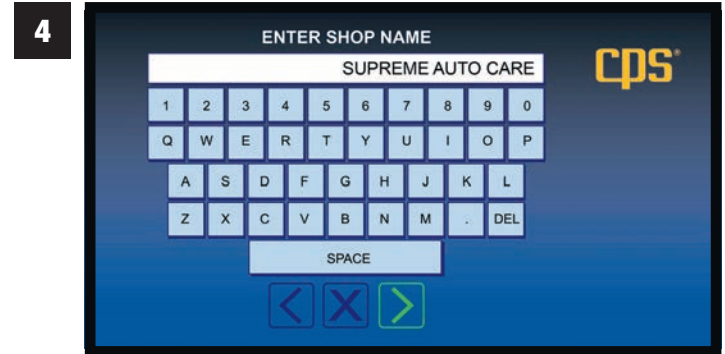 4
ENTER SHOP NAME
SUPREME AUTO CARE
cps®
1 2 3 4 5 6 7 8 9 0
Q W E R T Y U I O P
A S D F G H J K L
Z X C V B N M . DEL
SPACE
< X >